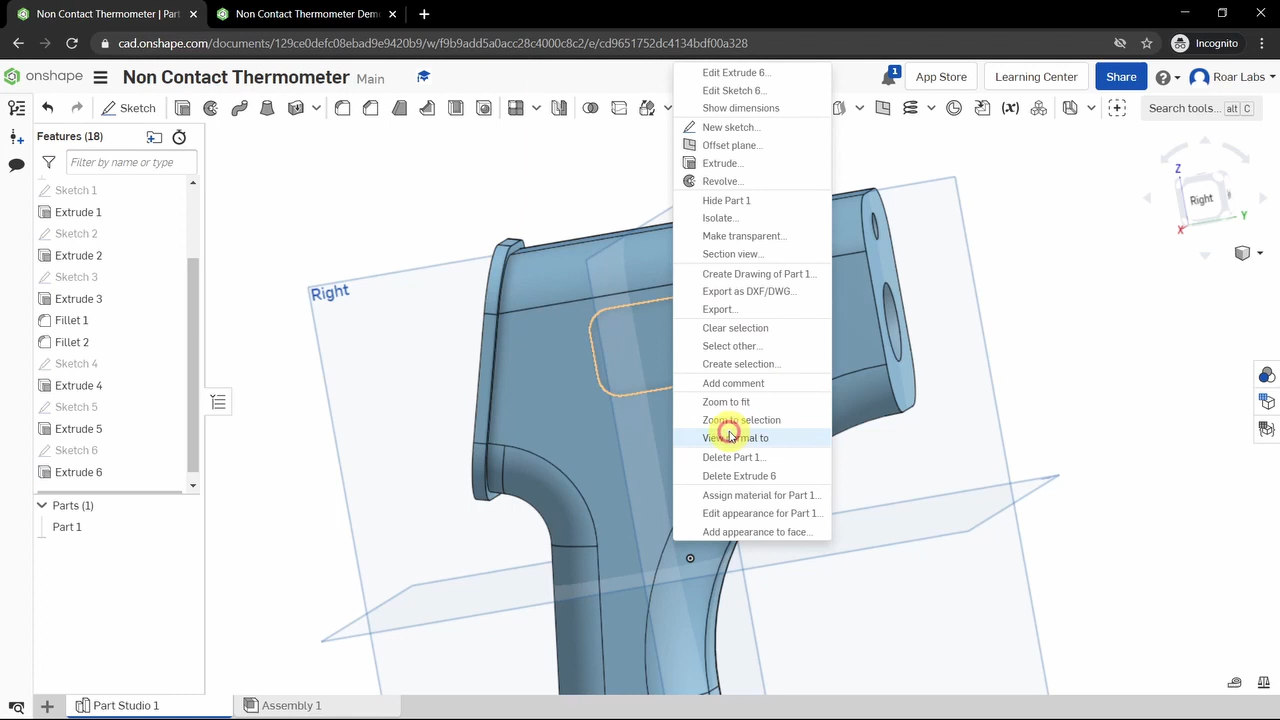 Non Contact Thermometer | Part
Non Contact Thermometer Dem
cad.onshape.com/documents/129ce0defc08ebad9e9420b9/w/f9b9add5a0acc28c4000c8c2/e/cd9651752dc4134bdf00a328
Incognito
onshape
Non Contact Thermometer Main
1
App Store
Learning Center
Share
Roar Labs
Sketch
Search tools... alt C
Features (18)
Filter by name or type
Sketch 1
Extrude 1
Sketch 2
Extrude 2
Sketch 3
Extrude 3
Fillet 1
Fillet 2
Sketch 4
Extrude 4
Sketch 5
Extrude 5
Sketch 6
Extrude 6
Parts (1)
Part 1
Right
Edit Extrude 6...
Edit Sketch 6...
Show dimensions
New sketch...
Offset plane...
Extrude...
Revolve...
Hide Part 1
Isolate...
Make transparent...
Section view...
Create Drawing of Part 1...
Export as DXF/DWG...
Export...
Clear selection
Select other...
Create selection...
Add comment
Zoom to fit
Zoom to selection
View normal to
Delete Part 1...
Delete Extrude 6
Assign material for Part 1...
Edit appearance for Part 1...
Add appearance to face...
Z
Right
Y
X
Part Studio 1
Assembly 1